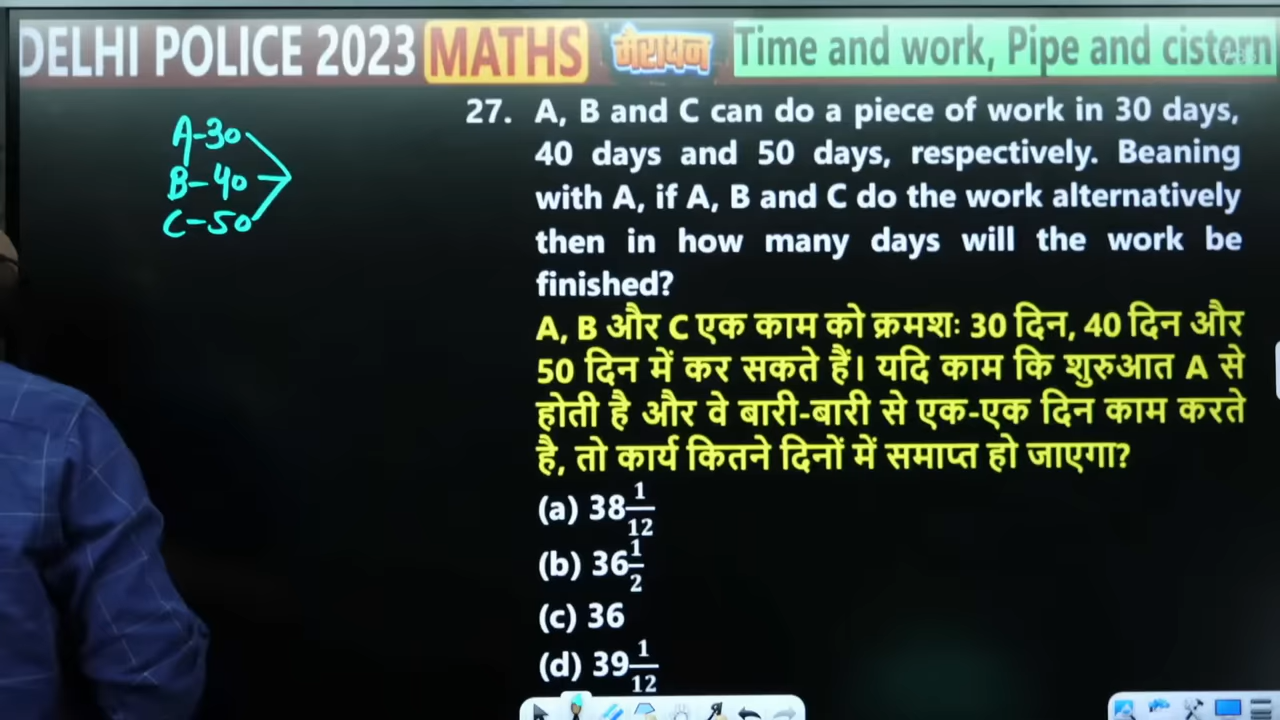 DELHI POLICE 2023 MATHS मैराथन Time and work, Pipe and cistern
A-30
B-40
C-50
27. A, B and C can do a piece of work in 30 days,
40 days and 50 days, respectively. Beaning
with A, if A, B and C do the work alternatively
then in how many days will the work be
finished?
A, B और C एक काम को क्रमशः 30 दिन, 40 दिन और
50 दिन में कर सकते हैं। यदि काम कि शुरुआत A से
होती है और वे बारी-बारी से एक-एक दिन काम करते
है, तो कार्य कितने दिनों में समाप्त हो जाएगा?
(a) 38 1/12
(b) 36 1/2
(c) 36
(d) 39 1/12